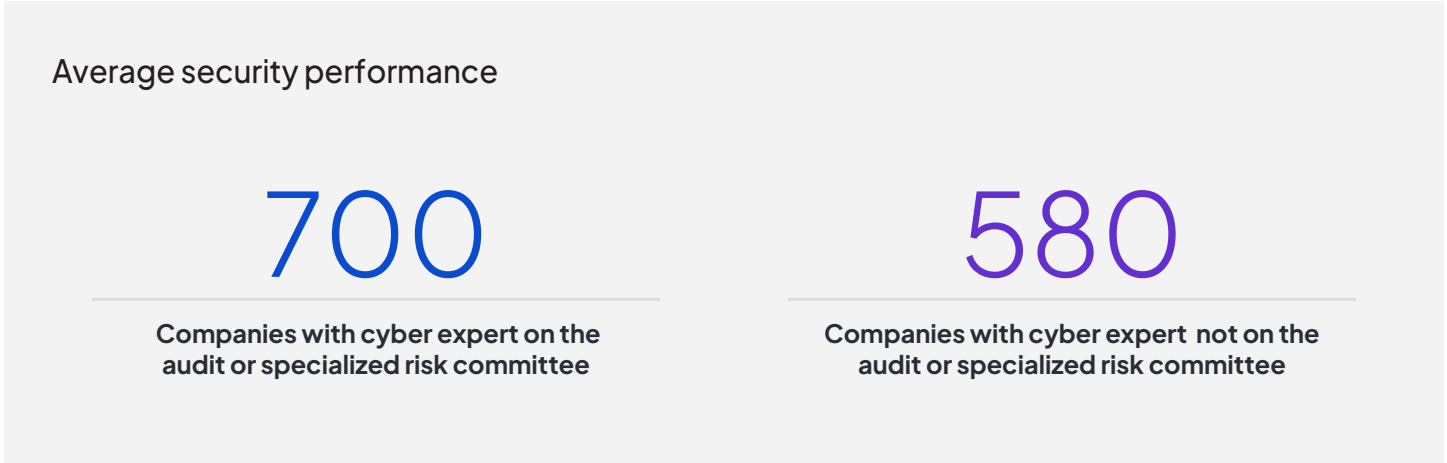 Average security performance
700
Companies with cyber expert on the
audit or specialized risk committee
580
Companies with cyber expert  not on the
audit or specialized risk committee